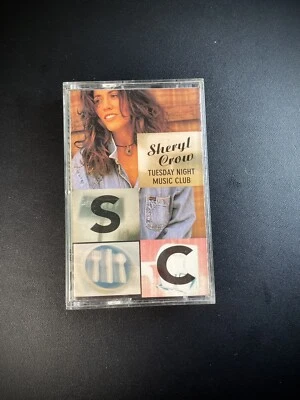 Sheryl
Crow
TUESDAY NIGHT
MUSIC CLUB
S
C